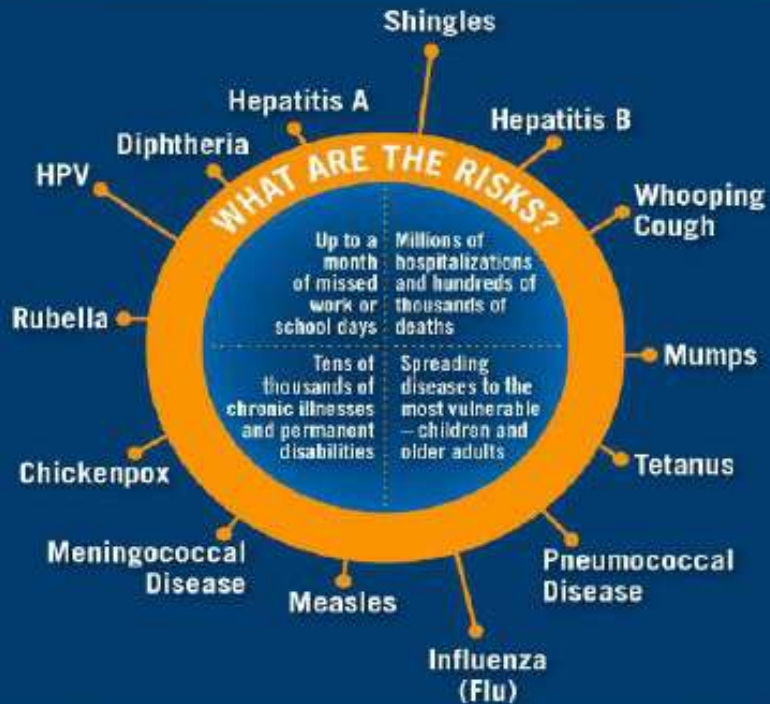 Shingles
Hepatitis A
Hepatitis B
Diphtheria
HPV
Whooping
Cough
WHAT ARE THE RISKS?
Up to a
month
of missed
work or
school days
Millions of
hospitalizations
and hundreds of
thousands of
deaths
Rubella
Mumps
Tens of
thousands of
chronic illnesses
and permanent
disabilities
Spreading
diseases to the
most vulnerable
– children and
older adults
Chickenpox
Tetanus
Meningococcal
Disease
Pneumococcal
Disease
Measles
Influenza
(Flu)